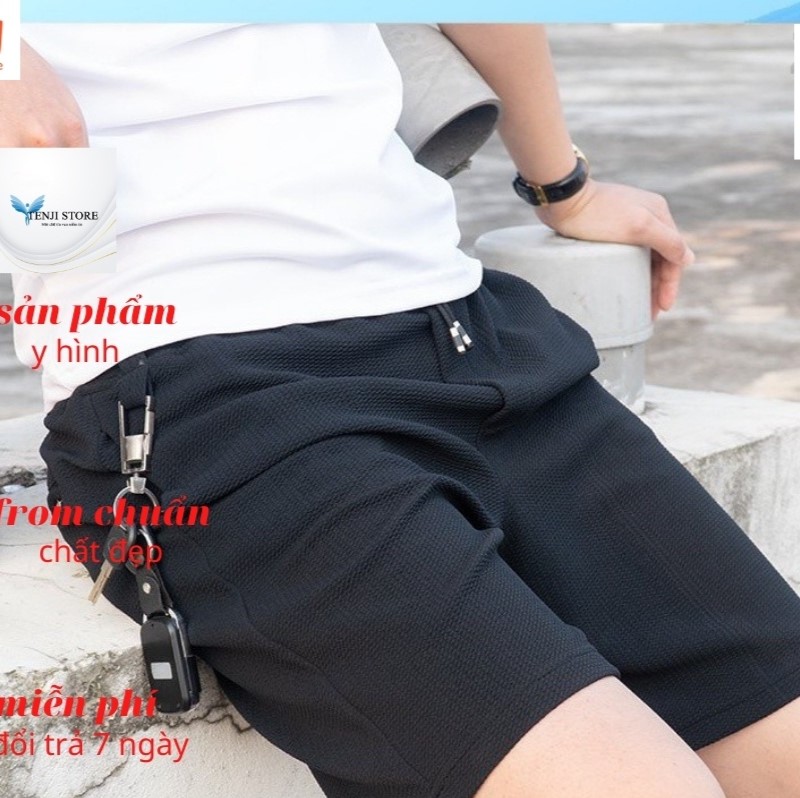 TENJI STORE
sản phẩm
y hình
from chuẩn
chất đẹp
miễn phí
đổi trả 7 ngày